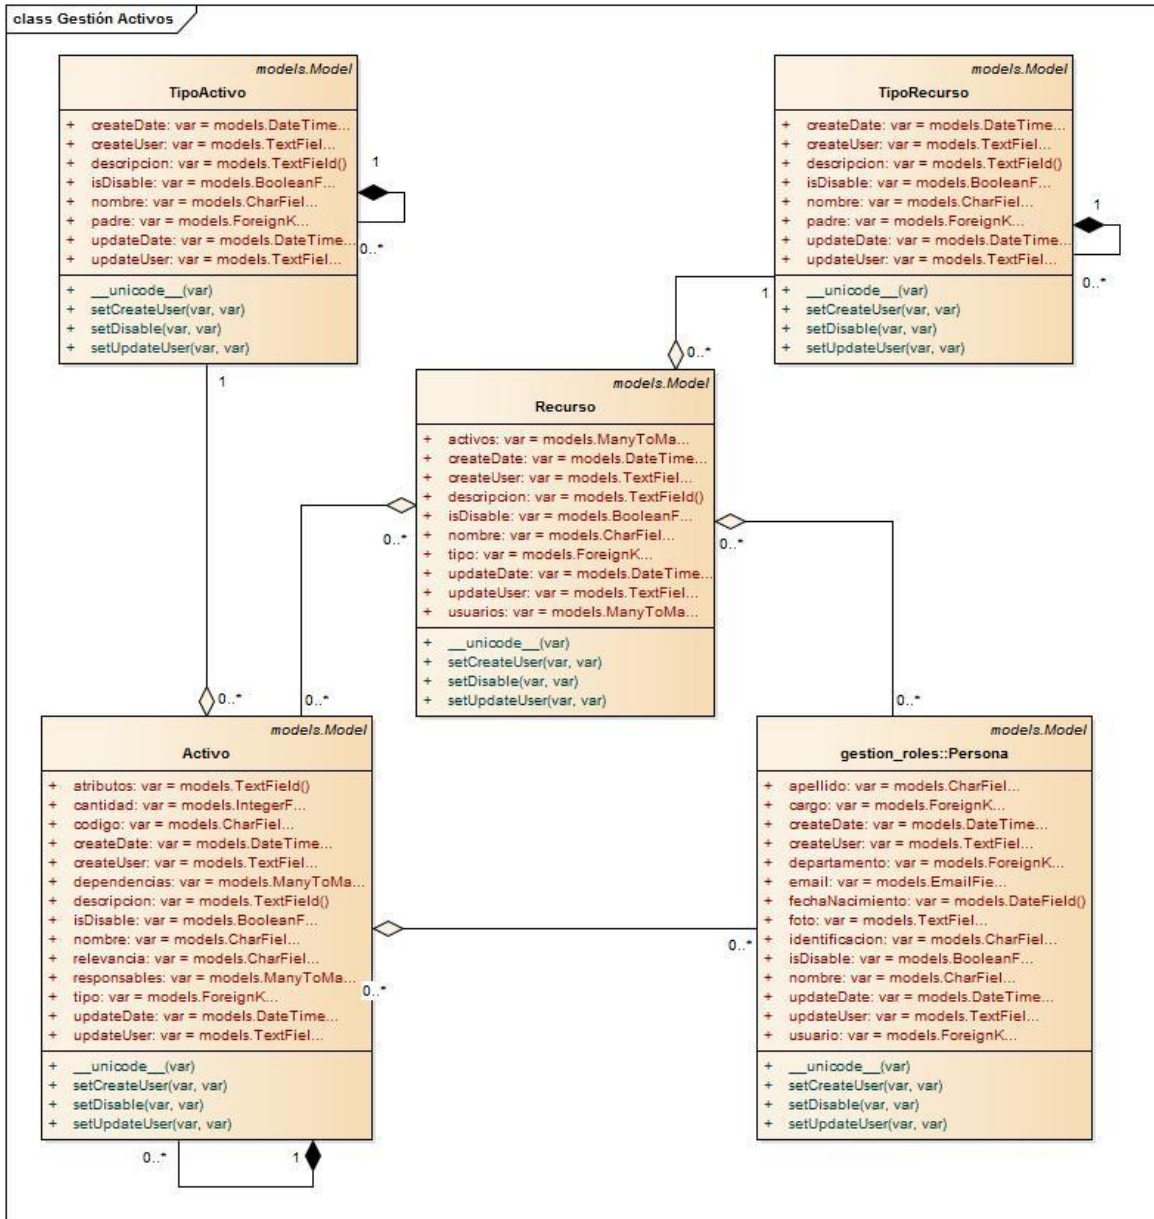 class Gestión Activos
models.Model
TipoActivo
+ createDate: var = models.DateTime...
+ createUser: var = models.TextFiel...
+ descripcion: var = models.TextField()
+ isDisable: var = models.BooleanF...
+ nombre: var = models.CharFiel...
+ padre: var = models.ForeignK...
+ updateDate: var = models.DateTime...
+ updateUser: var = models.TextFiel...
+ __unicode__(var)
+ setCreateUser(var, var)
+ setDisable(var, var)
+ setUpdateUser(var, var)
1
0..*
1
0..*
models.Model
TipoRecurso
+ createDate: var = models.DateTime...
+ createUser: var = models.TextFiel...
+ descripcion: var = models.TextField()
+ isDisable: var = models.BooleanF...
+ nombre: var = models.CharFiel...
+ padre: var = models.ForeignK...
+ updateDate: var = models.DateTime...
+ updateUser: var = models.TextFiel...
+ __unicode__(var)
+ setCreateUser(var, var)
+ setDisable(var, var)
+ setUpdateUser(var, var)
1
0..*
1
0..*
models.Model
Recurso
+ activos: var = models.ManyToMa...
+ createDate: var = models.DateTime...
+ createUser: var = models.TextFiel...
+ descripcion: var = models.TextField()
+ isDisable: var = models.BooleanF...
+ nombre: var = models.CharFiel...
+ tipo: var = models.ForeignK...
+ updateDate: var = models.DateTime...
+ updateUser: var = models.TextFiel...
+ usuarios: var = models.ManyToMa...
+ __unicode__(var)
+ setCreateUser(var, var)
+ setDisable(var, var)
+ setUpdateUser(var, var)
0..*
0..*
0..*
0..*
models.Model
Activo
+ atributos: var = models.TextField()
+ cantidad: var = models.IntegerF...
+ codigo: var = models.CharFiel...
+ createDate: var = models.DateTime...
+ createUser: var = models.TextFiel...
+ dependencias: var = models.ManyToMa...
+ descripcion: var = models.TextField()
+ isDisable: var = models.BooleanF...
+ nombre: var = models.CharFiel...
+ relevancia: var = models.CharFiel...
+ responsables: var = models.ManyToMa...
+ tipo: var = models.ForeignK...
+ updateDate: var = models.DateTime...
+ updateUser: var = models.TextFiel...
+ __unicode__(var)
+ setCreateUser(var, var)
+ setDisable(var, var)
+ setUpdateUser(var, var)
0..*
1
0..*
0..*
models.Model
gestion_roles::Persona
+ apellido: var = models.CharFiel...
+ cargo: var = models.ForeignK...
+ createDate: var = models.DateTime...
+ createUser: var = models.TextFiel...
+ departamento: var = models.ForeignK...
+ email: var = models.EmailFie...
+ fechaNacimiento: var = models.DateField()
+ foto: var = models.TextFiel...
+ identificacion: var = models.CharFiel...
+ isDisable: var = models.BooleanF...
+ nombre: var = models.CharFiel...
+ updateDate: var = models.DateTime...
+ updateUser: var = models.TextFiel...
+ usuario: var = models.ForeignK...
+ __unicode__(var)
+ setCreateUser(var, var)
+ setDisable(var, var)
+ setUpdateUser(var, var)